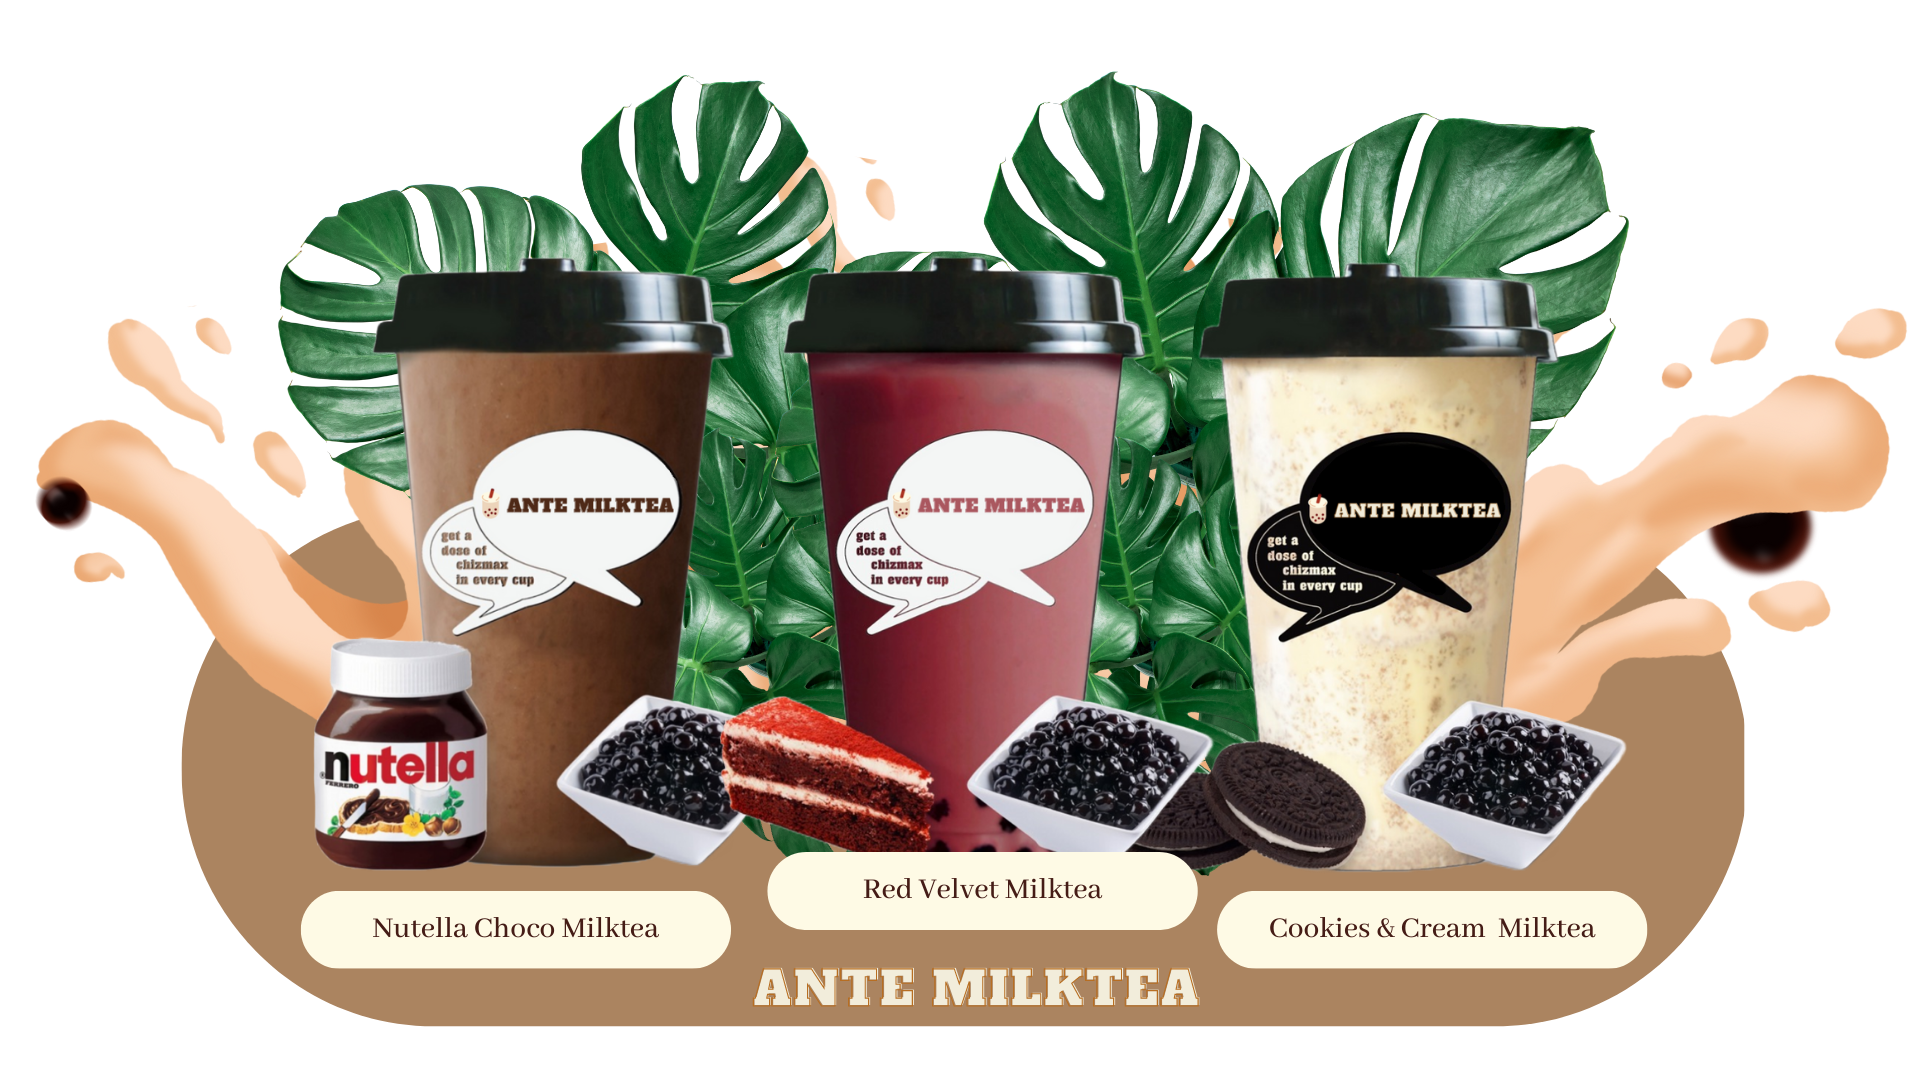 ANTE MILKTEA
get a
dose of
chizmax
in every cup
ANTE MILKTEA
get a
dose of
chizmax
in every cup
ANTE MILKTEA
get a
dose of
chizmax
in every cup
nutella
FERRERO
Red Velvet Milktea
Nutella Choco Milktea
Cookies & Cream Milktea
ANTE MILKTEA